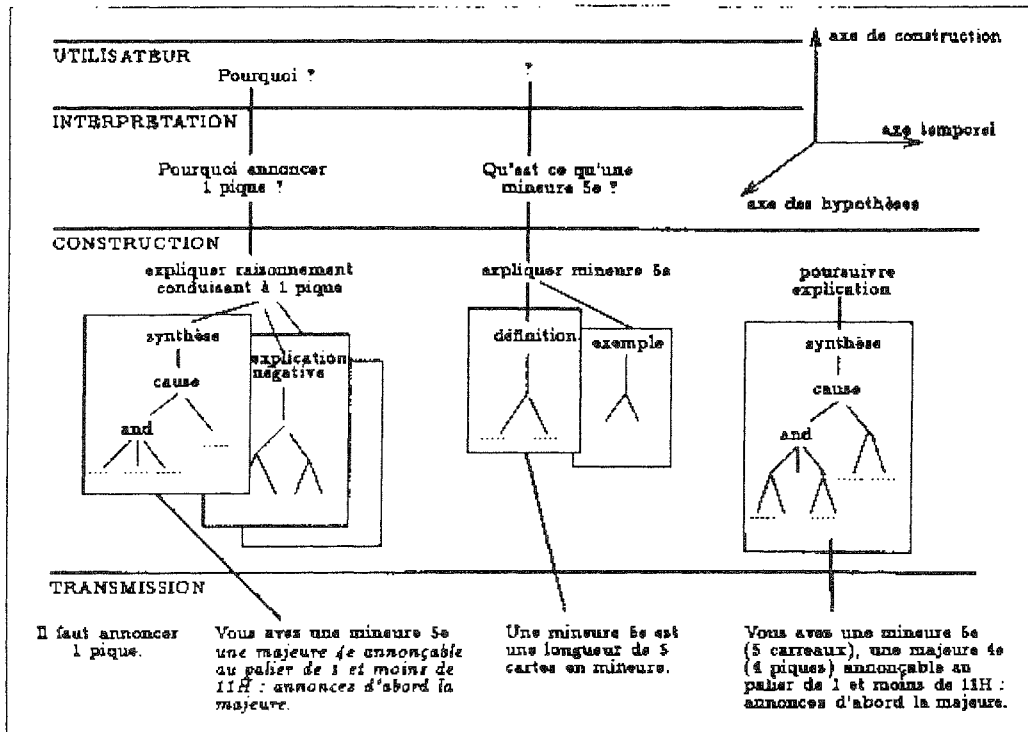 axe de construction
UTILISATEUR
Pourquoi ?
?
INTERPRETATION
axe temporel
Pourquoi annoncer
1 pique ?
Qu'est ce qu'une
mineure 5e ?
axe des hypothèses
CONSTRUCTION
expliquer raisonnement
conduisant à 1 pique
expliquer mineure 5e
poursuivre
explication
synthèse
cause
and
explication
négative
définition
exemple
synthèse
cause
and
TRANSMISSION
Il faut annoncer
1 pique.
Vous avez une mineure 5e
une majeure 4e annonçable
au palier de 1 et moins de
11H : annonces d'abord la
majeure.
Une mineure 5e est
une longueur de 5
cartes en mineure.
Vous avez une mineure 5e
(5 carreaux), une majeure 4e
(4 piques) annonçable au
palier de 1 et moins de 11H :
annonces d'abord la majeure.